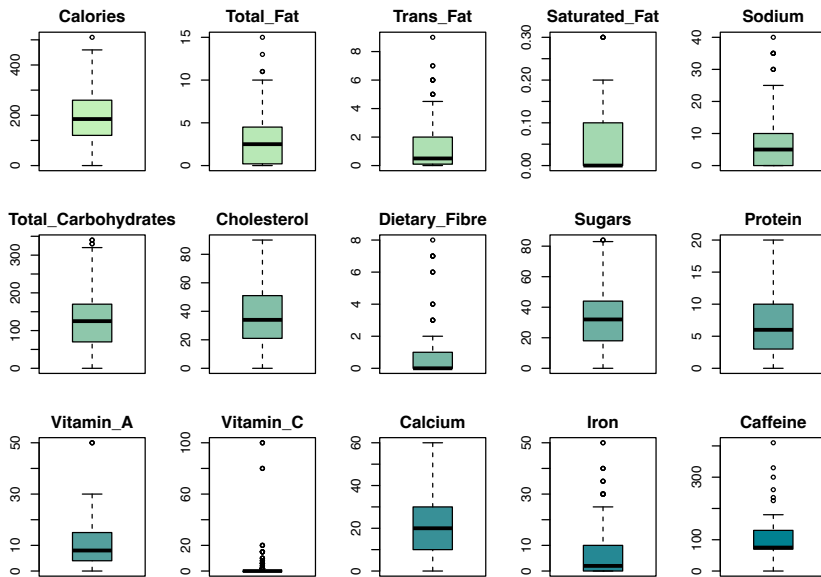 Calories Total_Fat Trans_Fat Saturated_Fat Sodium
0 200 400
0 5 10 15
0 2 4 6 8
0.00 0.10 0.20 0.30
0 10 20 30 40
Total_Carbohydrates Cholesterol Dietary_Fibre Sugars Protein
0 100 200 300
0 20 40 60 80
0 2 4 6 8
0 20 40 60 80
0 5 10 15 20
Vitamin_A Vitamin_C Calcium Iron Caffeine
0 10 30 50
0 20 40 60 80 100
0 20 40 60
0 10 30 50
0 100 300